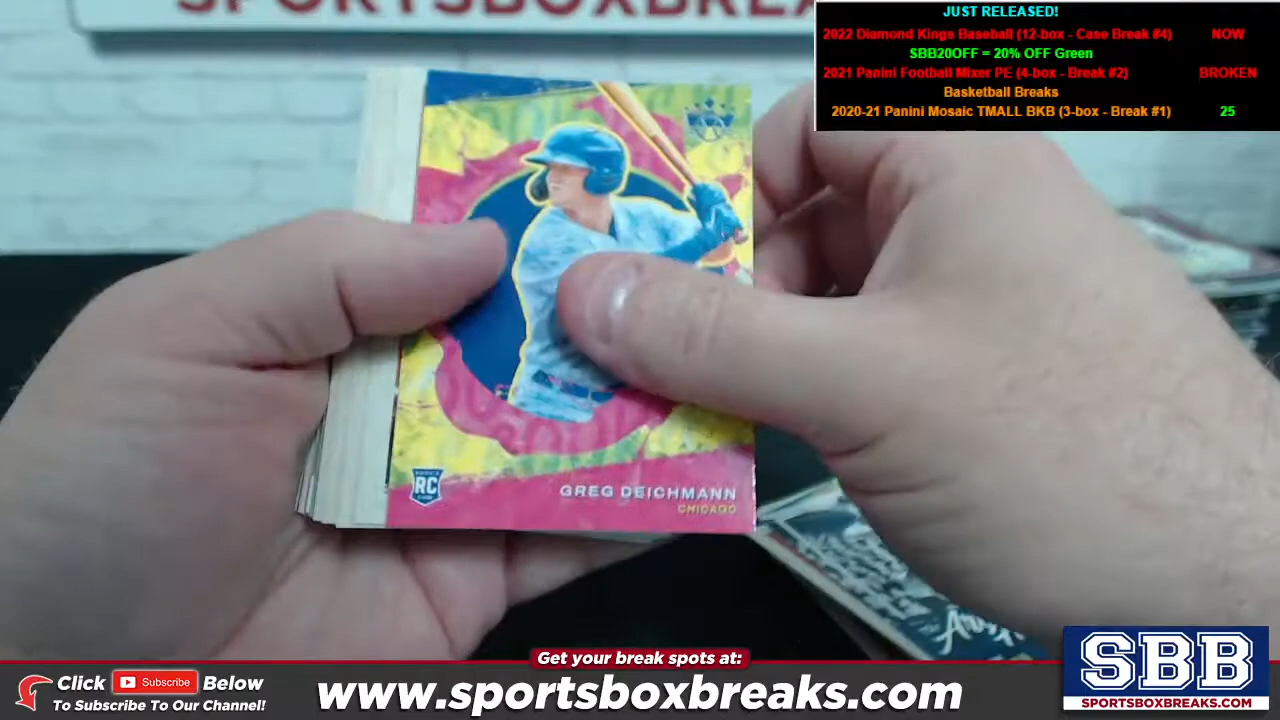 SPORTSBOXBREAKS
JUST RELEASED!
2022 Diamond Kings Baseball (12-box - Case Break #4) NOW
SBB20OFF = 20% OFF Green
2021 Panini Football Mixer PE (4-box - Break #2) BROKEN
Basketball Breaks
2020-21 Panini Mosaic TMALL BKB (3-box - Break #1) 25
RC
GREG DEICHMANN
CHICAGO
Get your break spots at:
Click Subscribe Below
To Subscribe To Our Channel!
www.sportsboxbreaks.com
SBB
SPORTSBOXBREAKS.COM